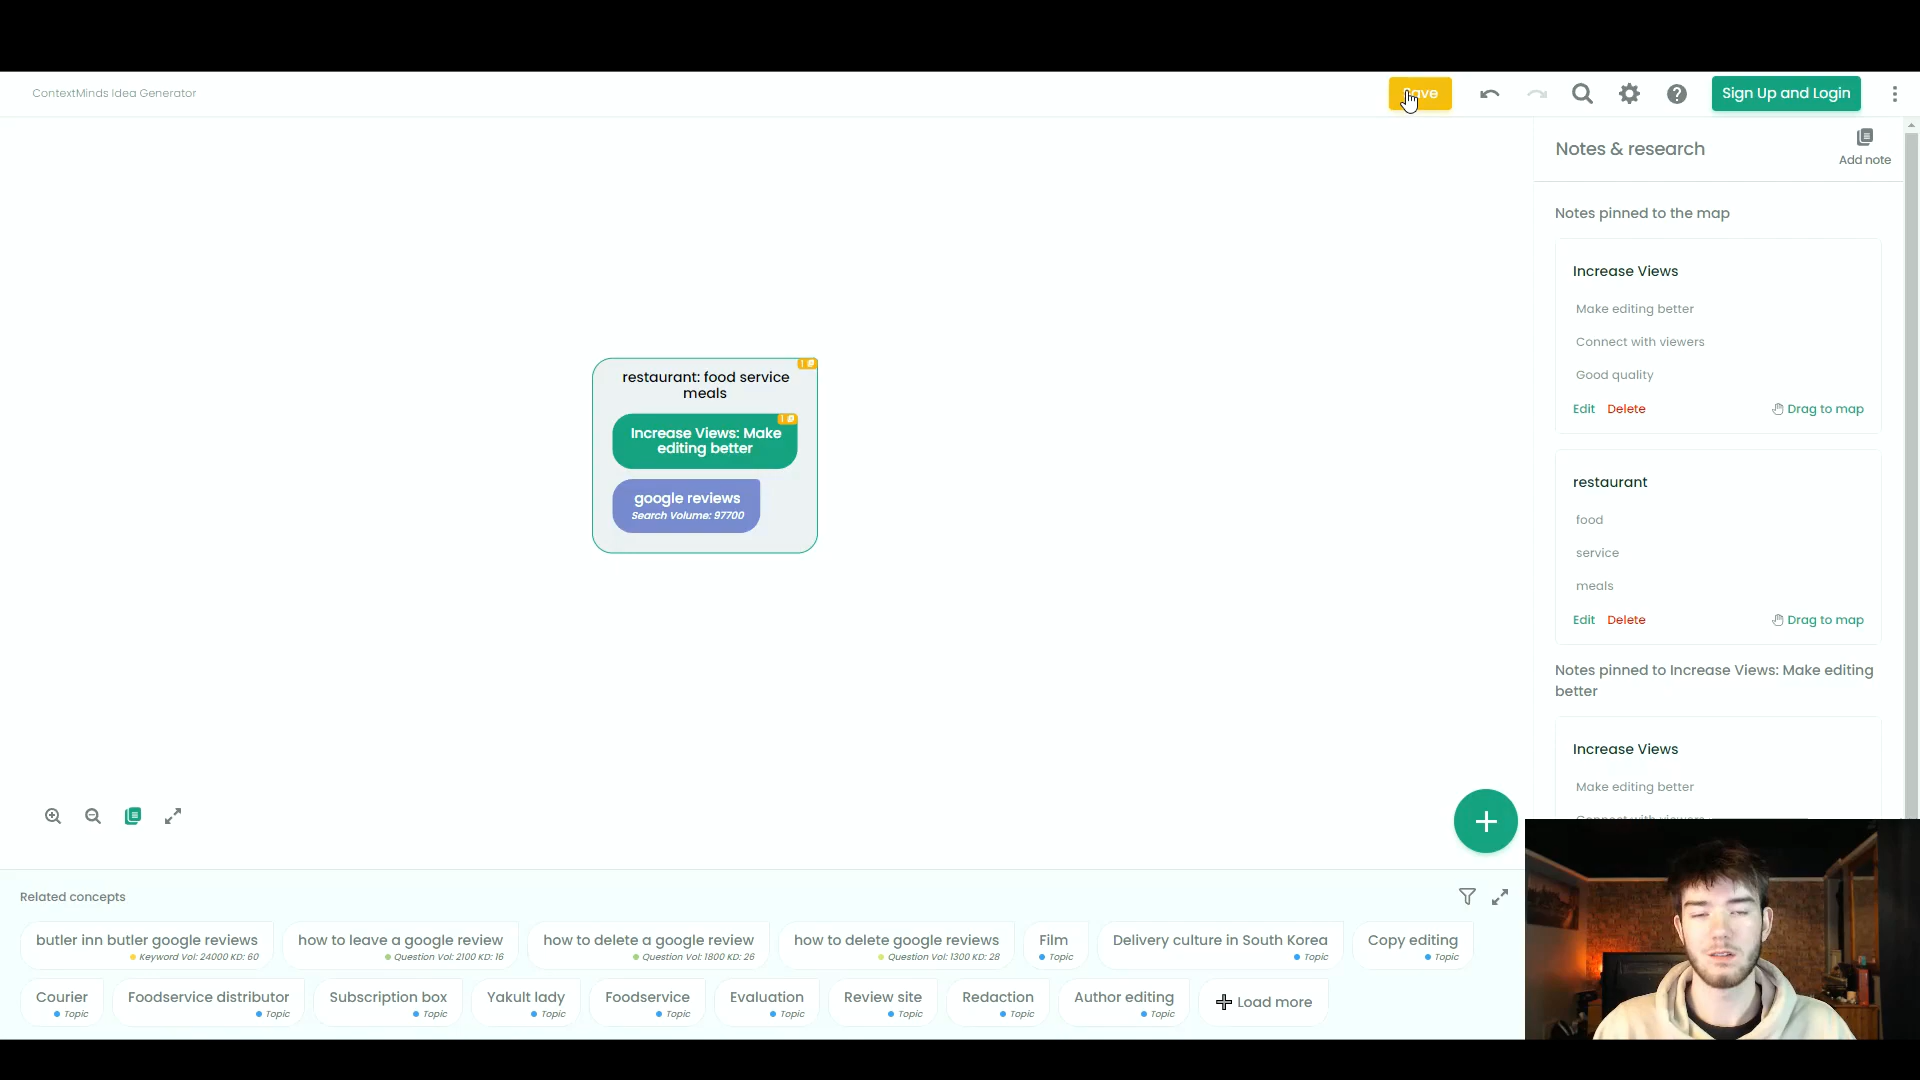 ContextMinds Idea Generator
Sign Up and Login
Notes & research
Add note
Notes pinned to the map
Increase Views
Make editing better
Connect with viewers
Good quality
Edit Delete Drag to map
restaurant
food
service
meals
Edit Delete Drag to map
Notes pinned to Increase Views: Make editing
better
Increase Views
Make editing better
restaurant: food service
meals
1
Increase Views: Make
editing better
1
google reviews
Search Volume: 97700
Related concepts
butler inn butler google reviews
Keyword Vol: 24000 KD: 60
how to leave a google review
Question Vol: 2100 KD: 16
how to delete a google review
Question Vol: 1800 KD: 26
how to delete google reviews
Question Vol: 1300 KD: 28
Film
Topic
Delivery culture in South Korea
Topic
Copy editing
Topic
Courier
Topic
Foodservice distributor
Topic
Subscription box
Topic
Yakult lady
Topic
Foodservice
Topic
Evaluation
Topic
Review site
Topic
Redaction
Topic
Author editing
Topic
Load more